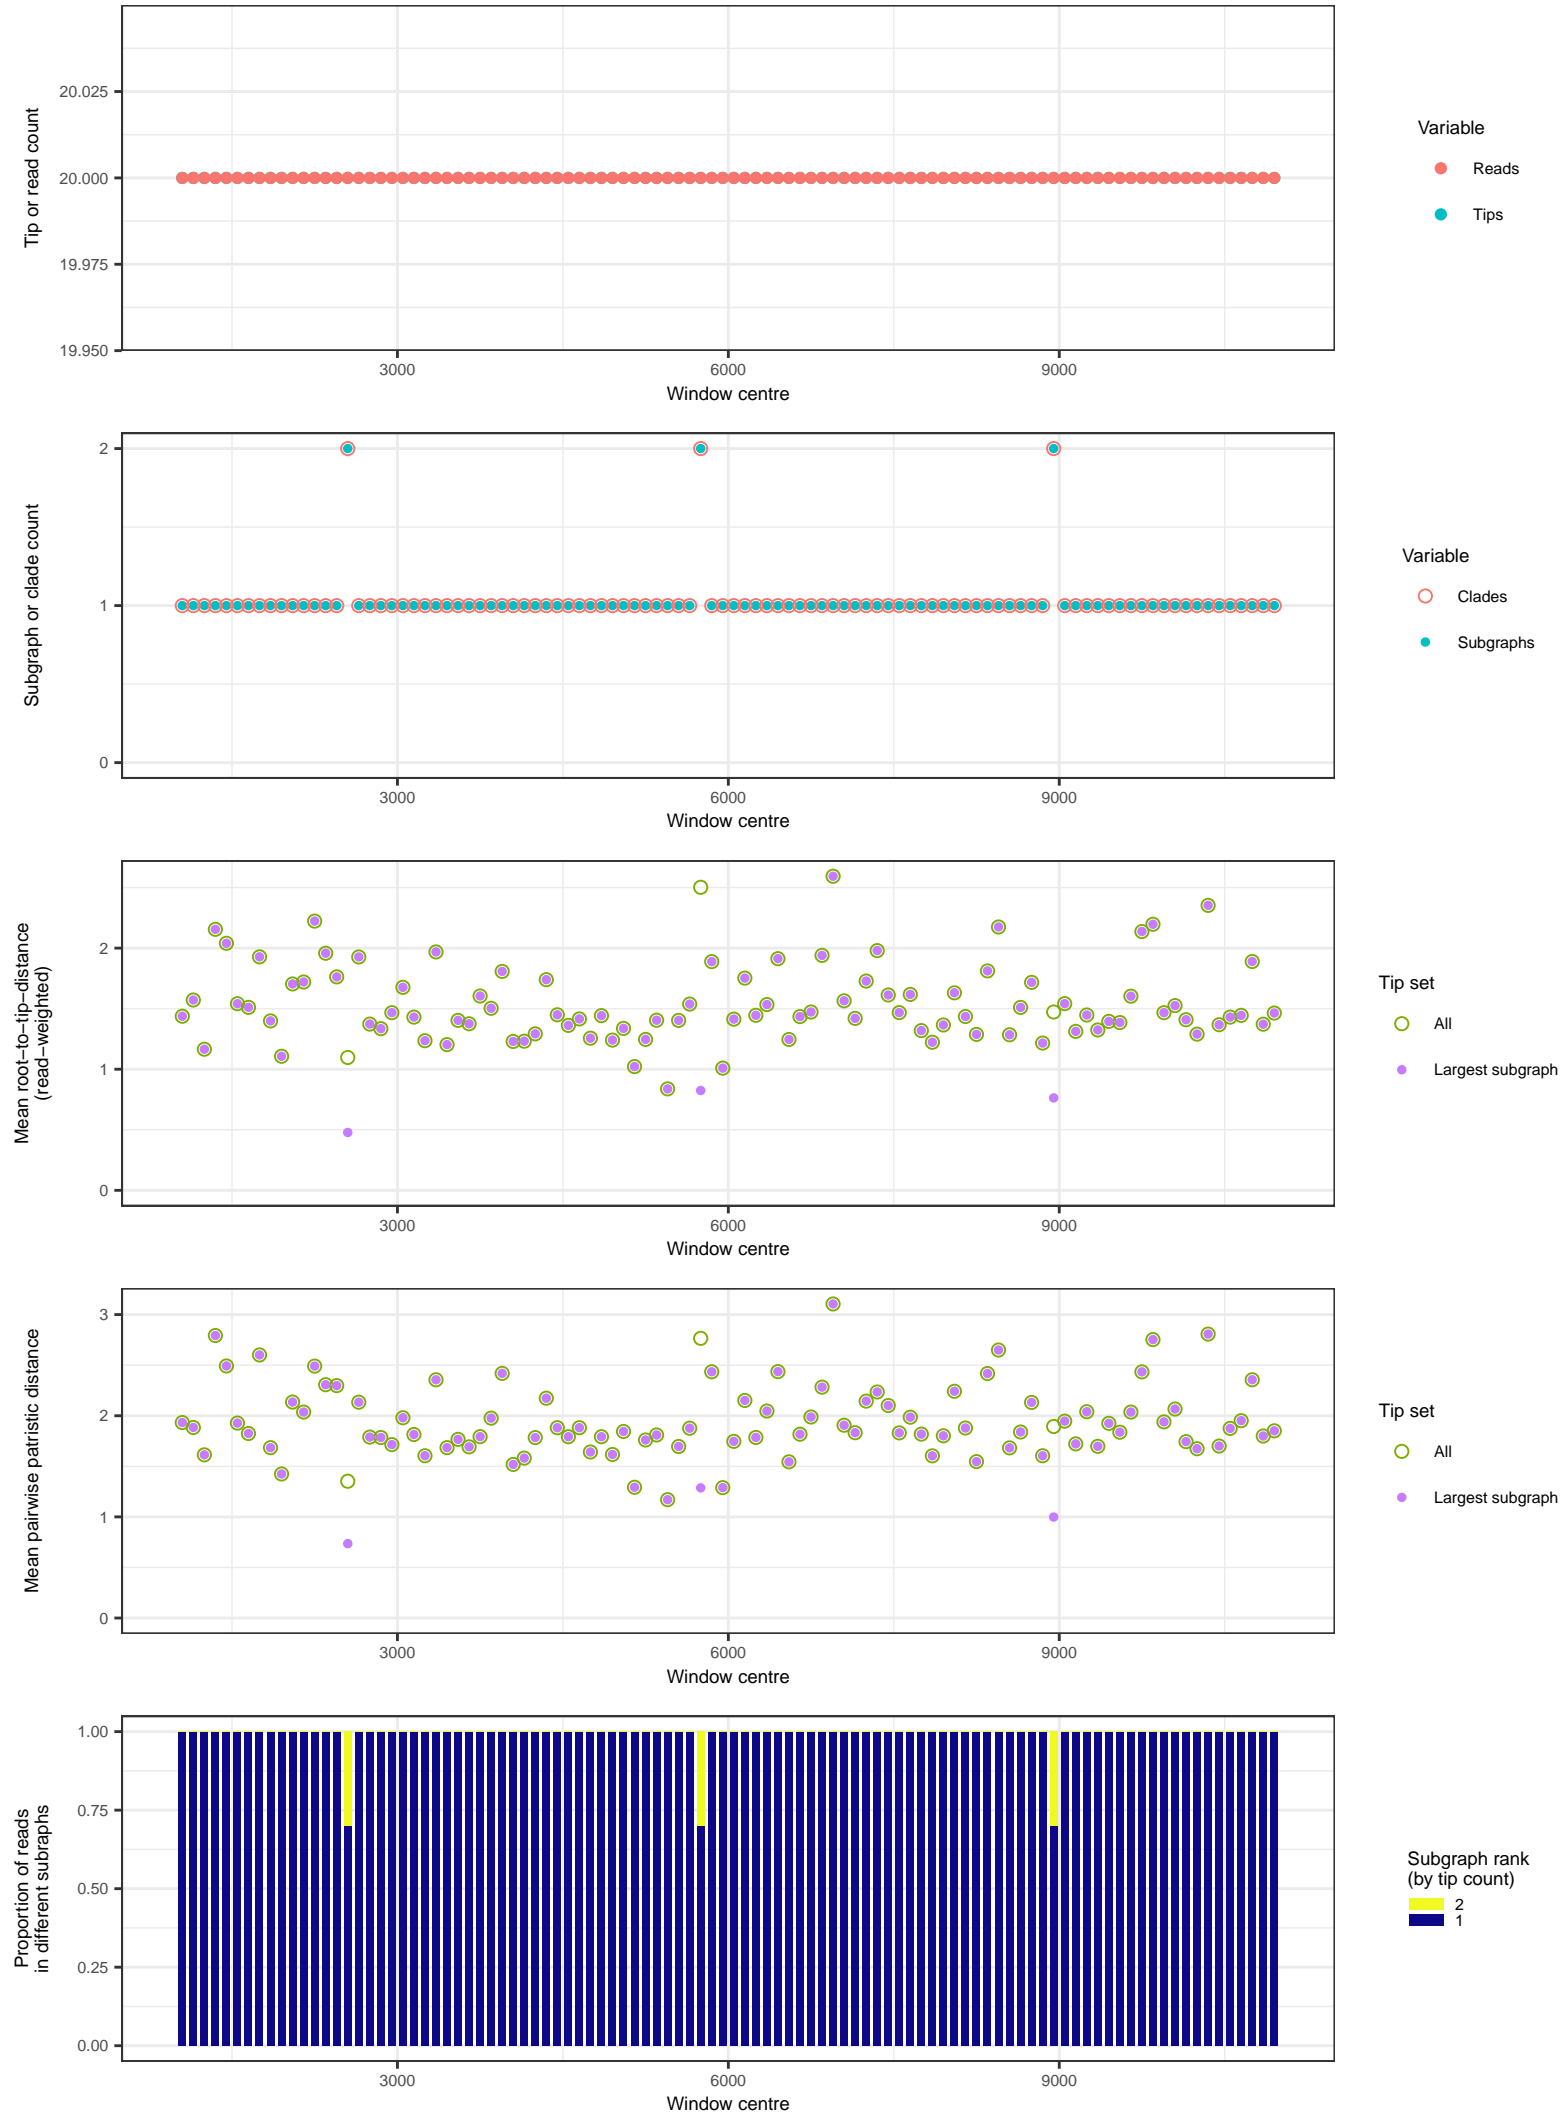 20.025
20.000
19.975
19.950
Tip or read count
3000
6000
9000
Window centre
Variable
Reads
Tips
2
1
0
Subgraph or clade count
3000
6000
9000
Window centre
Variable
Clades
Subgraphs
2
1
0
Mean root−to−tip−distance
(read−weighted)
3000
6000
9000
Window centre
Tip set
All
Largest subgraph
3
2
1
0
Mean pairwise patristic distance
3000
6000
9000
Window centre
Tip set
All
Largest subgraph
1.00
0.75
0.50
0.25
0.00
Proportion of reads
in different subraphs
3000
6000
9000
Window centre
Subgraph rank
(by tip count)
2
1